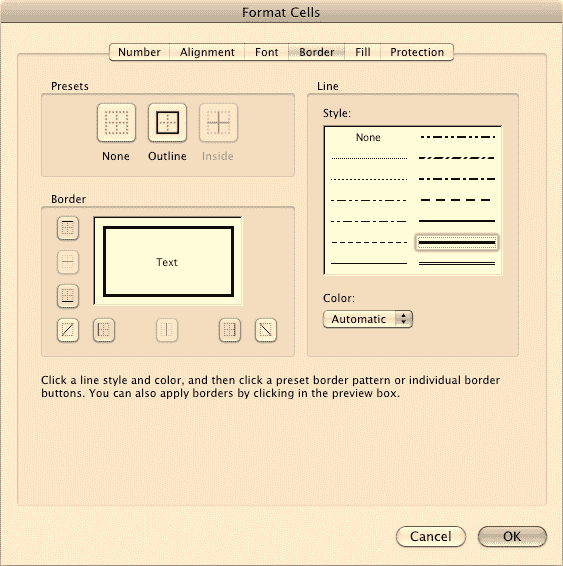 Format Cells
Number Alignment Font Border Fill Protection
Presets
None Outline Inside
Border
Text
Line
Style:
None
Color:
Automatic
Click a line style and color, and then click a preset border pattern or individual border
buttons. You can also apply borders by clicking in the preview box.
Cancel OK